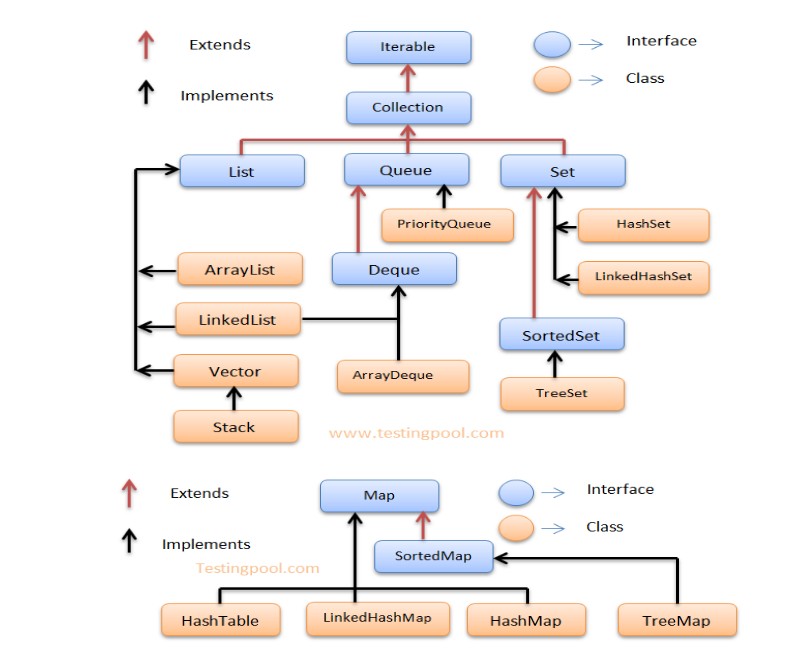 Extends
Iterable
Interface
Implements
Collection
Class
List
Queue
Set
PriorityQueue
HashSet
ArrayList
Deque
LinkedHashSet
LinkedList
SortedSet
Vector
ArrayDeque
TreeSet
Stack
www.testingpool.com
Extends
Map
Interface
Class
Implements
SortedMap
Testingpool.com
HashTable
LinkedHashMap
HashMap
TreeMap